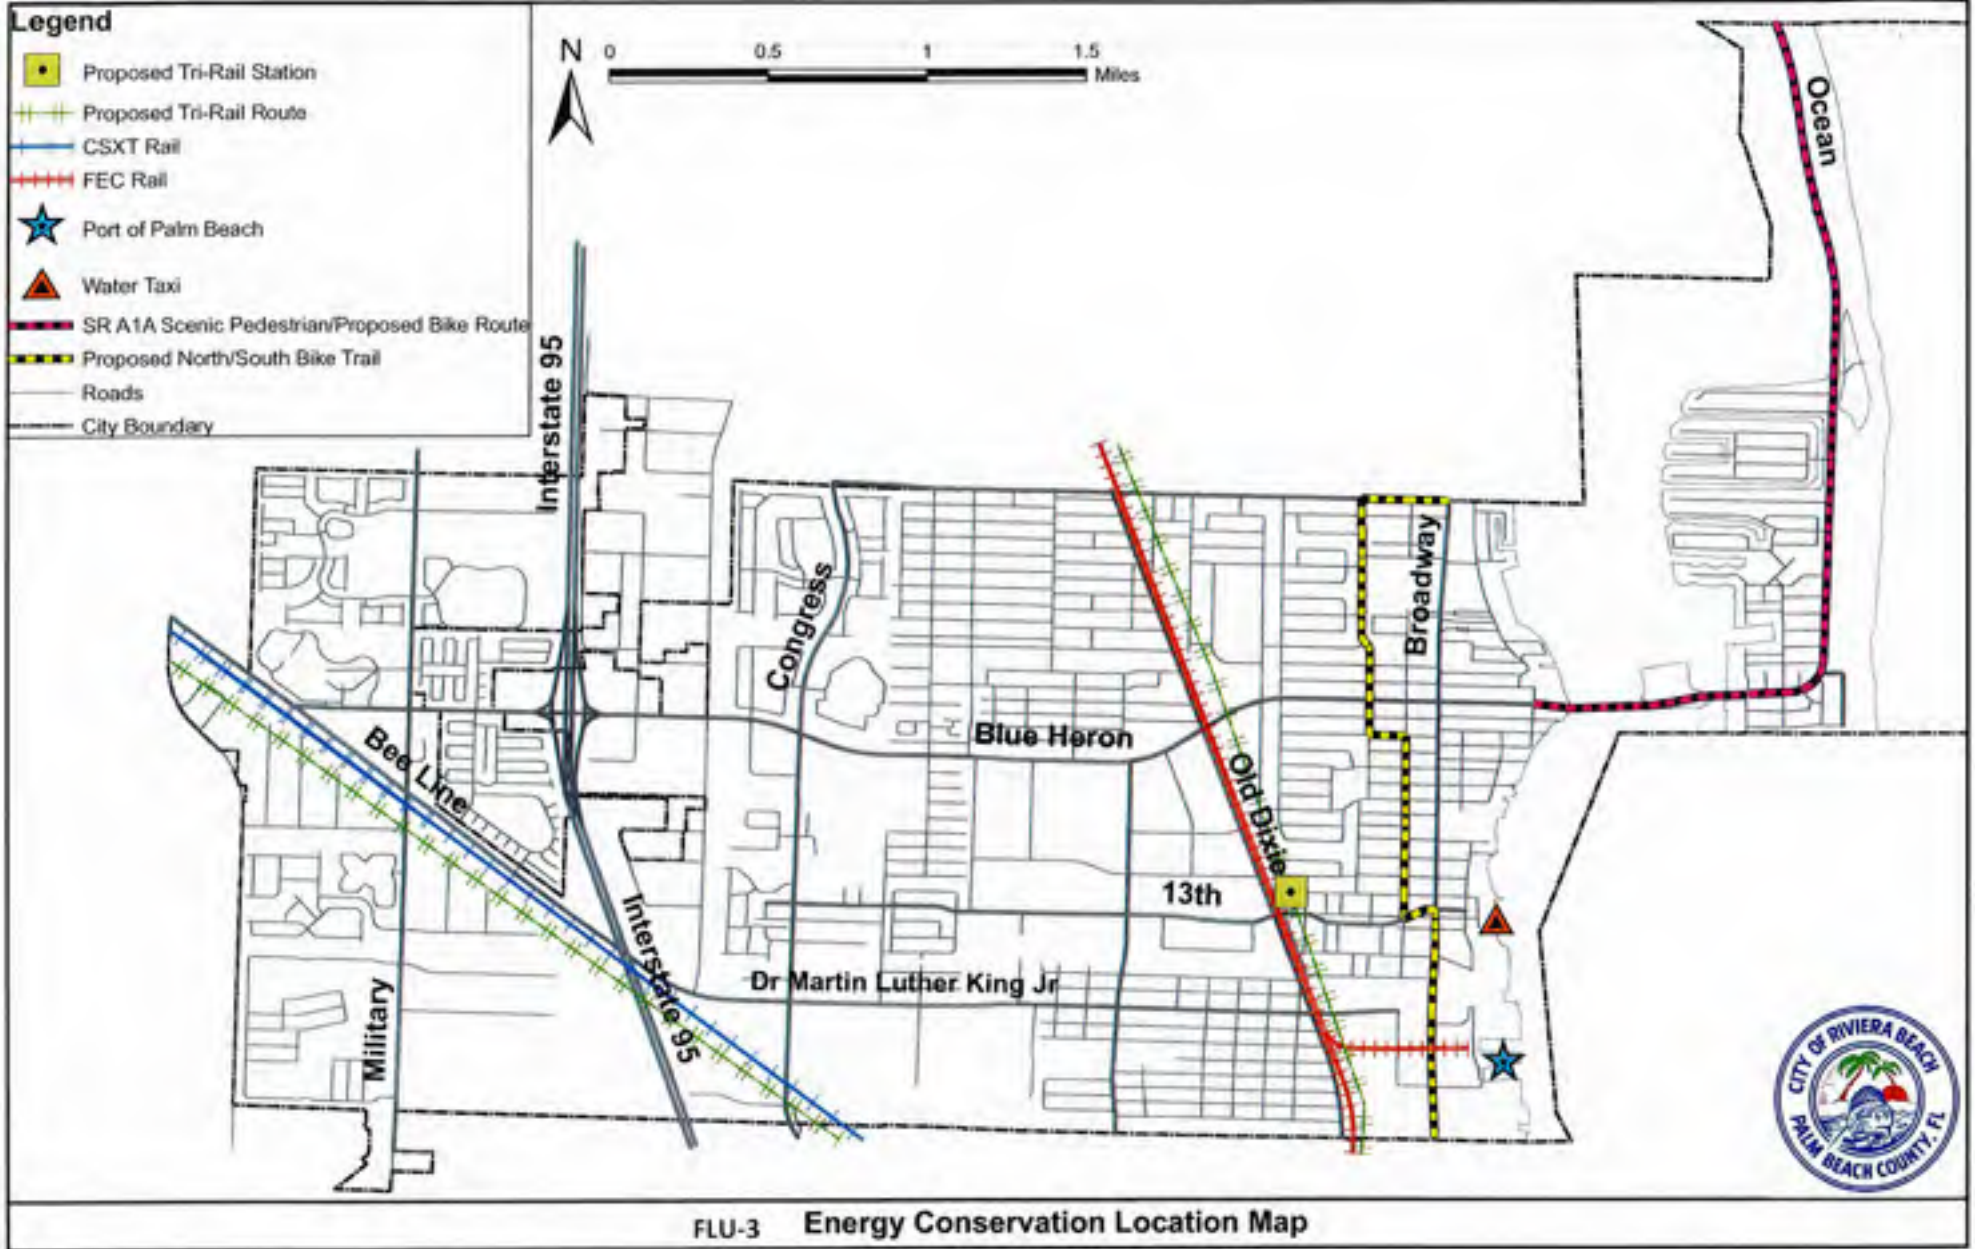 Legend
Proposed Tri-Rail Station
Proposed Tri-Rail Route
CSXT Rail
FEC Rail
Port of Palm Beach
Water Taxi
SR A1A Scenic Pedestrian/Proposed Bike Route
Proposed North/South Bike Trail
Roads
City Boundary
N
0 0.5 1 1.5
Miles
Ocean
Interstate 95
Congress
Broadway
Blue Heron
Bee Line
Old Dixie
13th
Interstate 95
Dr Martin Luther King Jr
Military
CITY OF RIVIERA BEACH
PALM BEACH COUNTY, FL
FLU-3 Energy Conservation Location Map